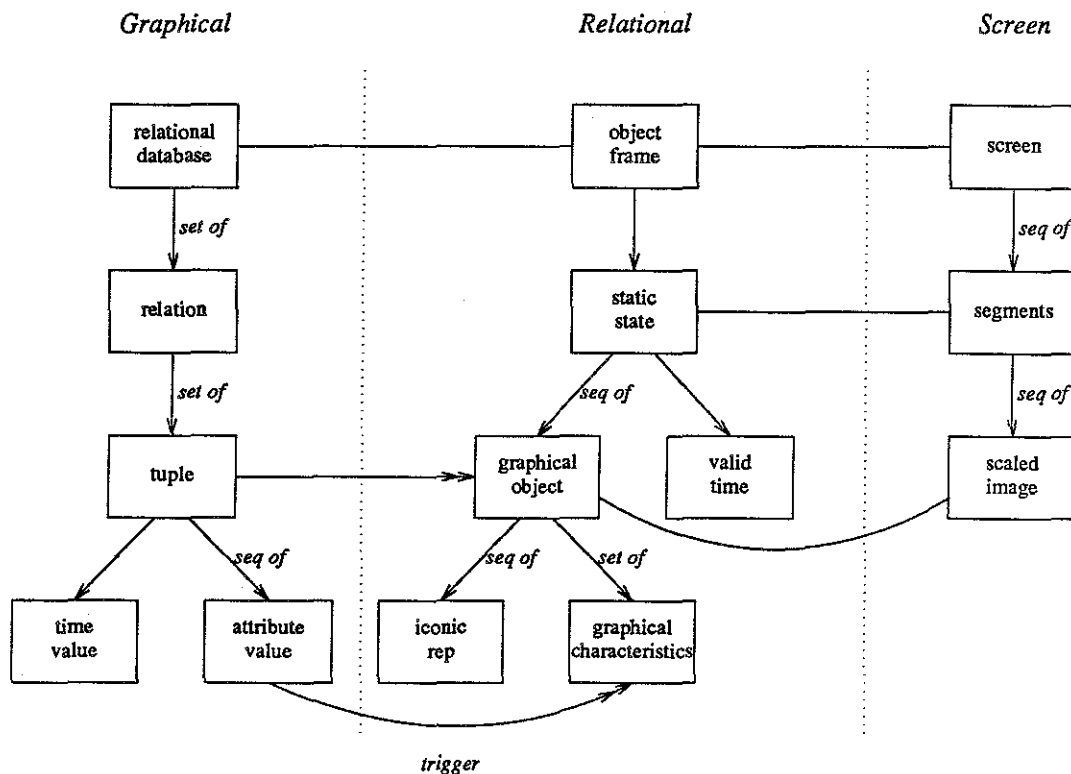 Graphical
Relational
Screen
relational
database
object
frame
screen
set of
seq of
relation
static
state
segments
set of
seq of
seq of
tuple
graphical
object
valid
time
scaled
image
seq of
seq of
set of
time
value
attribute
value
iconic
rep
graphical
characteristics
trigger